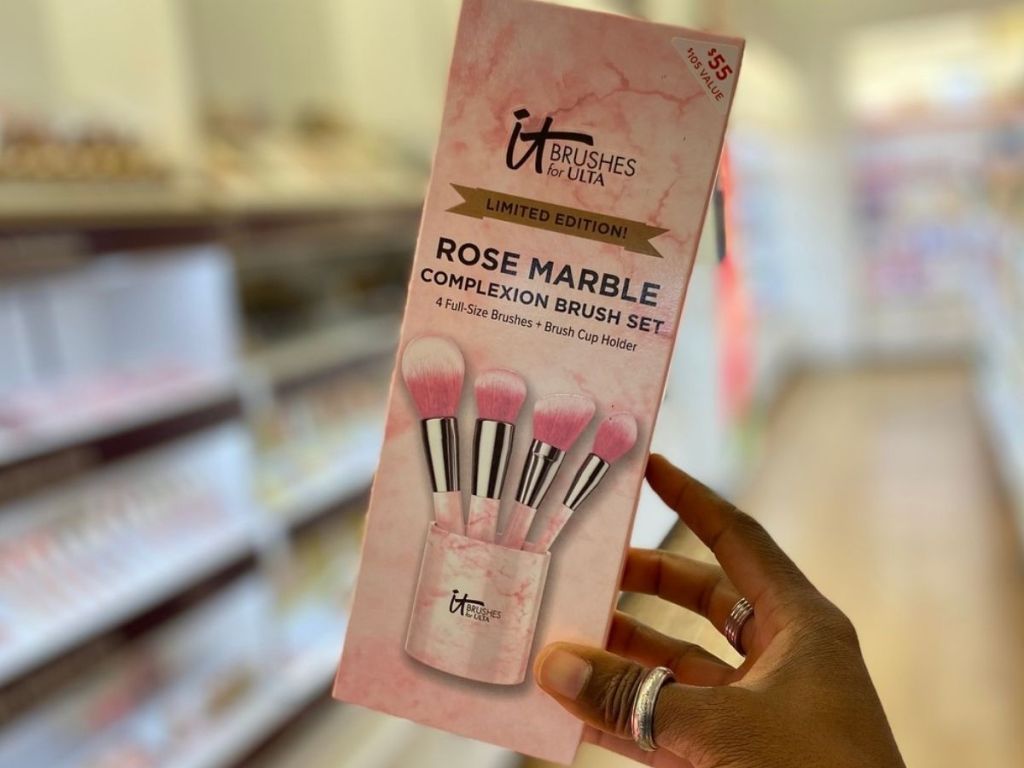 $55
$105 VALUE
it BRUSHES
for ULTA
LIMITED EDITION!
ROSE MARBLE
COMPLEXION BRUSH SET
4 Full-Size Brushes + Brush Cup Holder
it BRUSHES
for ULTA